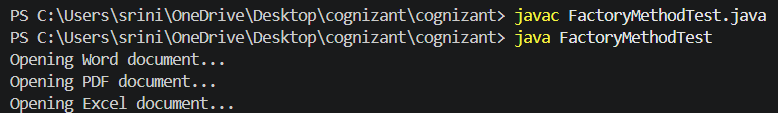 PS C:\Users\srini\OneDrive\Desktop\cognizant\cognizant> javac FactoryMethodTest.java
PS C:\Users\srini\OneDrive\Desktop\cognizant\cognizant> java FactoryMethodTest
Opening Word document...
Opening PDF document...
Opening Excel document...